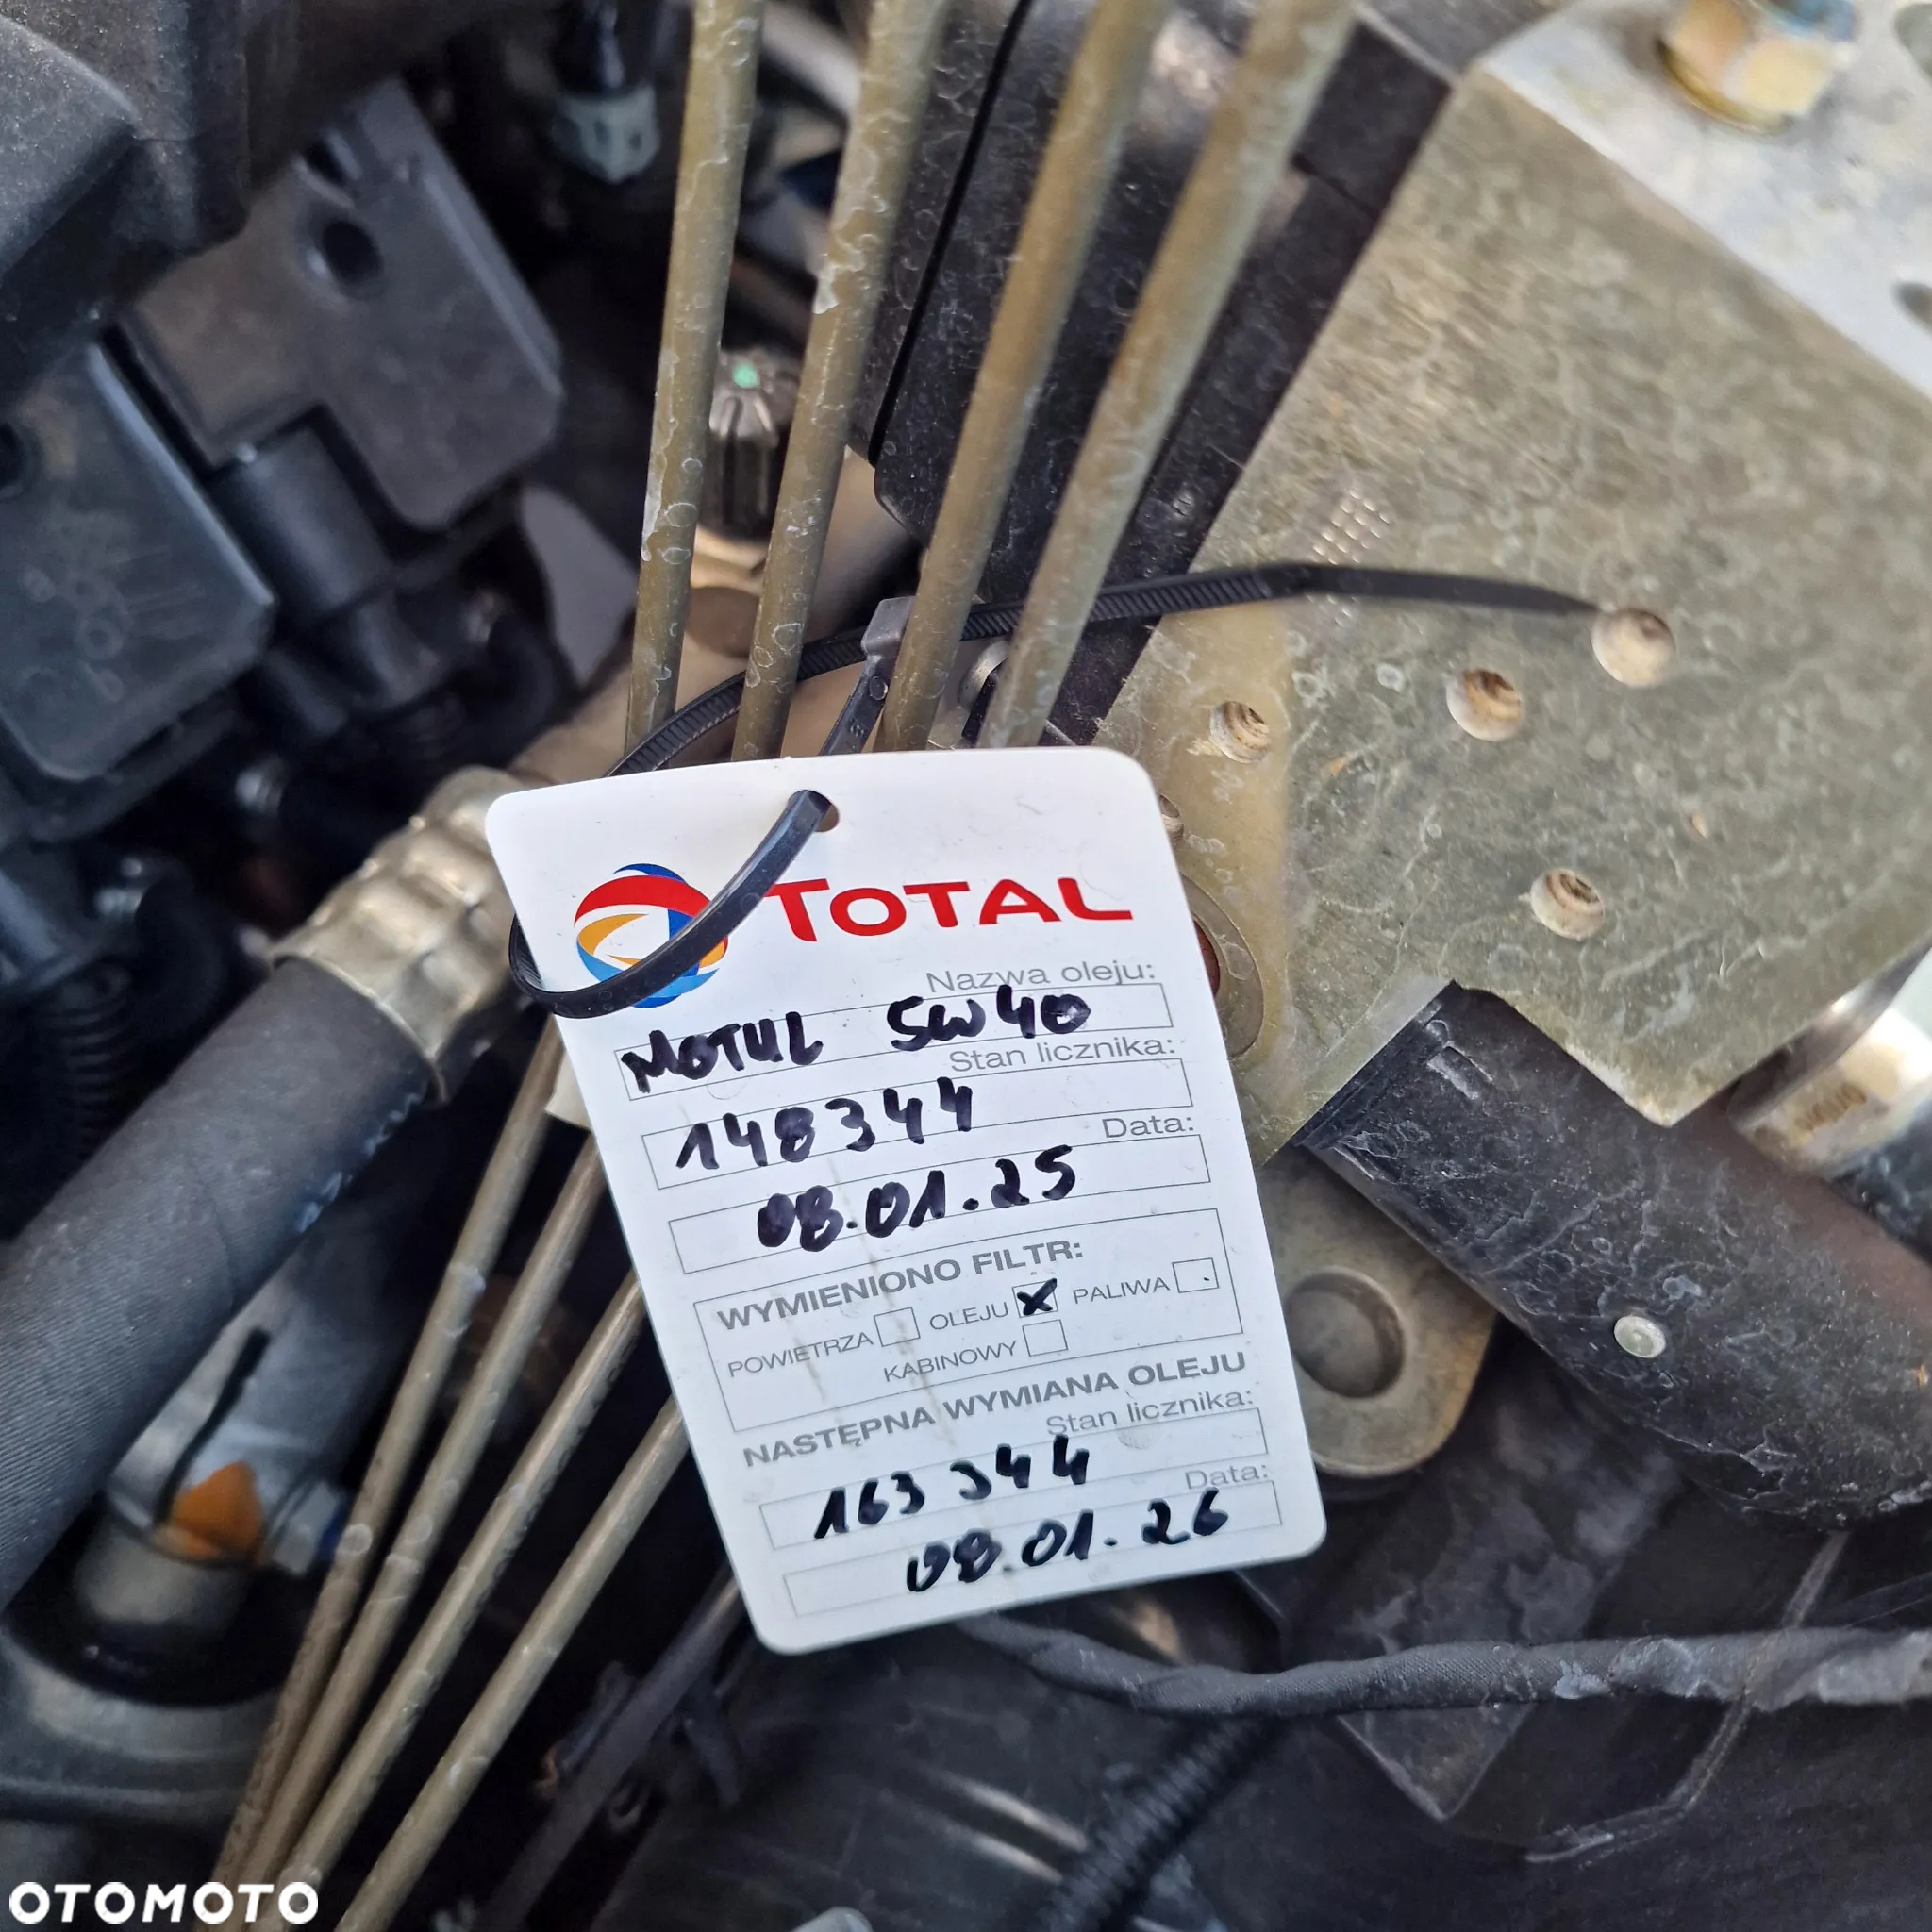 TOTAL
Nazwa oleju:
MOTUL 5W40
Stan licznika:
148344
Data:
08.01.25
WYMIENIONO FILTR:
POWIETRZA OLEJU X PALIWA
KABINOWY
NASTĘPNA WYMIANA OLEJU
Stan licznika:
163344
Data:
08.01.26
OTOMOTO